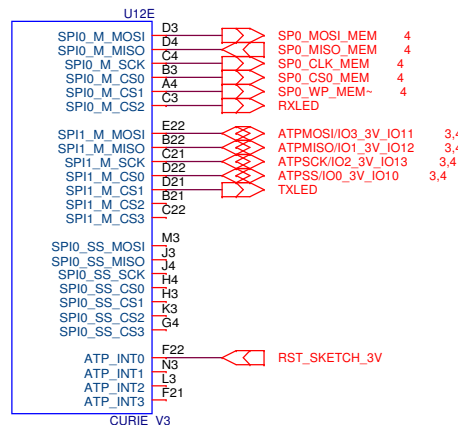 U12E
SPI0_M_MOSI D3 SP0_MOSI_MEM 4
SPI0_M_MISO D4 SP0_MISO_MEM 4
SPI0_M_SCK C4 SP0_CLK_MEM 4
SPI0_M_CS0 B3 SP0_CS0_MEM 4
SPI0_M_CS1 A4 SP0_WP_MEM~ 4
SPI0_M_CS2 C3 RXLED
SPI1_M_MOSI E22 ATPMOSI/IO3_3V_IO11 3,4
SPI1_M_MISO B22 ATPMISO/IO1_3V_IO12 3,4
SPI1_M_SCK C21 ATPSCK/IO2_3V_IO13 3,4
SPI1_M_CS0 D22 ATPSS/IO0_3V_IO10 3,4
SPI1_M_CS1 D21 TXLED
SPI1_M_CS2 B21
SPI1_M_CS3 C22
SPI0_SS_MOSI M3
SPI0_SS_MISO J3
SPI0_SS_SCK J4
SPI0_SS_CS0 H4
SPI0_SS_CS1 H3
SPI0_SS_CS2 K3
SPI0_SS_CS3 G4
ATP_INT0 F22 RST_SKETCH_3V
ATP_INT1 N3
ATP_INT2 L3
ATP_INT3 F21
CURIE_V3